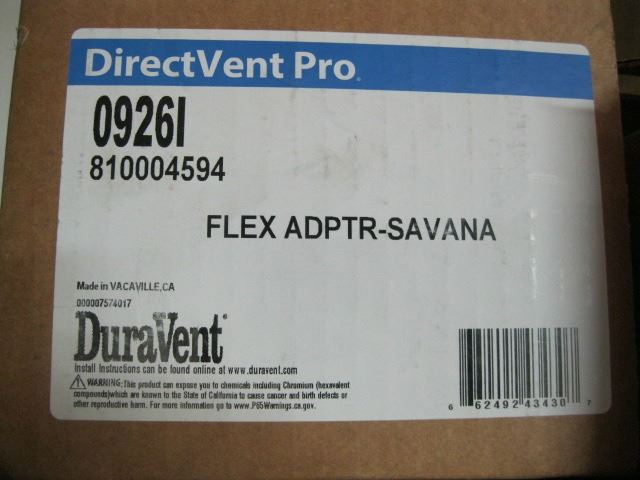 DirectVent Pro®
0926I
810004594
FLEX ADPTR-SAVANA
Made in VACAVILLE,CA
000007574017
DuraVent®
Install Instructions can be found online at www.duravent.com
⚠ WARNING: This product can expose you to chemicals including Chromium (hexavalent
compounds)which are known to the State of California to cause cancer and birth defects or
other reproductive harm. For more information go to www.P65Warnings.ca.gov.
6 62492 43430 7